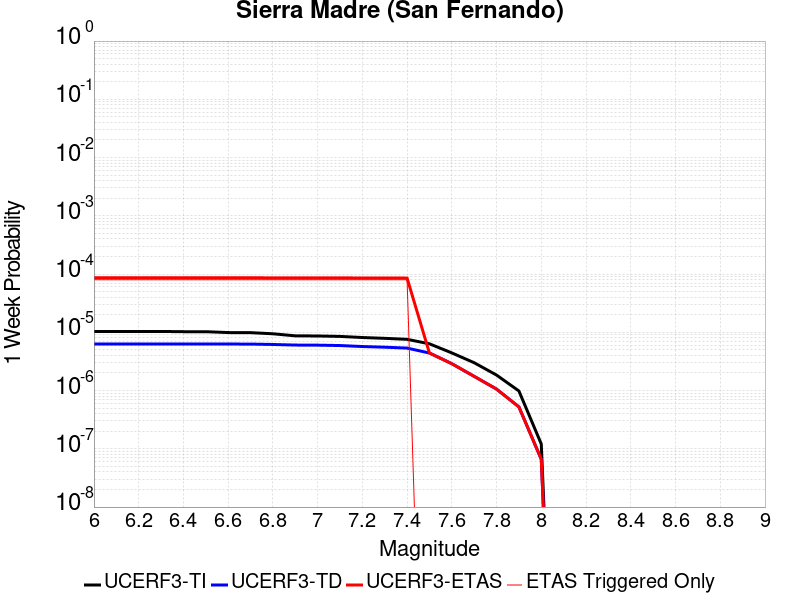 Sierra Madre (San Fernando)
10^0
10^-1
10^-2
10^-3
10^-4
10^-5
10^-6
10^-7
10^-8
1 Week Probability
6 6.2 6.4 6.6 6.8 7 7.2 7.4 7.6 7.8 8 8.2 8.4 8.6 8.8 9
Magnitude
UCERF3-TI UCERF3-TD UCERF3-ETAS ETAS Triggered Only